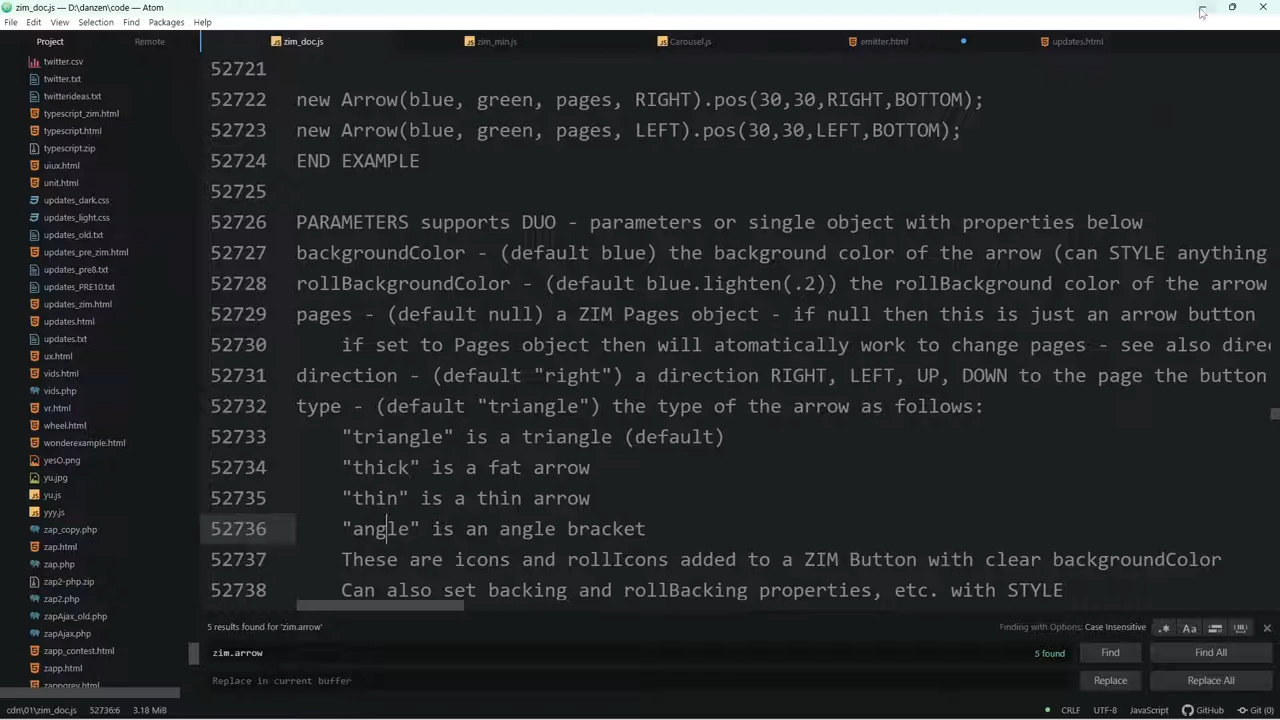 zim_doc.js — D:\danzen\code — Atom
File Edit View Selection Find Packages Help
Project Remote zim_doc.js zim_min.js Carousel.js emitter.html updates.html
twitter.csv
twitter.txt
twitterideas.txt
typescript_zim.html
typescript.html
typescript.zip
uiux.html
unit.html
updates_dark.css
updates_light.css
updates_old.txt
updates_pre_zim.html
updates_pre8.txt
updates_PRE10.txt
updates_zim.html
updates.html
updates.txt
ux.html
vids.html
vids.php
vr.html
wheel.html
wonderexample.html
yesO.png
yu.jpg
yu.js
yyy.js
zap_copy.php
zap.html
zap.php
zap2-php.zip
zap2.php
zapAjax_old.php
zapAjax.php
zapp_contest.html
zapp.html
zappgrey.html
52721
52722 new Arrow(blue, green, pages, RIGHT).pos(30,30,RIGHT,BOTTOM);
52723 new Arrow(blue, green, pages, LEFT).pos(30,30,LEFT,BOTTOM);
52724 END EXAMPLE
52725
52726 PARAMETERS supports DUO - parameters or single object with properties below
52727 backgroundColor - (default blue) the background color of the arrow (can STYLE anything
52728 rollBackgroundColor - (default blue.lighten(.2)) the rollBackground color of the arrow
52729 pages - (default null) a ZIM Pages object - if null then this is just an arrow button
52730 if set to Pages object then will atomatically work to change pages - see also dire
52731 direction - (default "right") a direction RIGHT, LEFT, UP, DOWN to the page the button
52732 type - (default "triangle") the type of the arrow as follows:
52733 "triangle" is a triangle (default)
52734 "thick" is a fat arrow
52735 "thin" is a thin arrow
52736 "angle" is an angle bracket
52737 These are icons and rollIcons added to a ZIM Button with clear backgroundColor
52738 Can also set backing and rollBacking properties, etc. with STYLE
5 results found for 'zim.arrow' Finding with Options: Case Insensitive .* Aa
zim.arrow 5 found Find Find All
Replace in current buffer Replace Replace All
cdn\01\zim_doc.js 52736:6 3.18 MiB CRLF UTF-8 JavaScript GitHub Git (0)